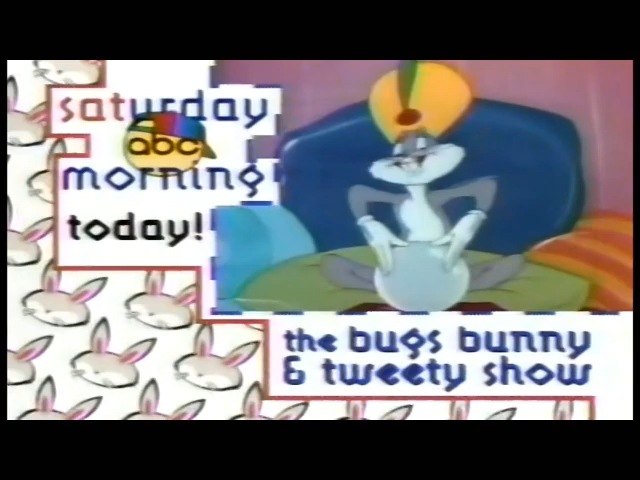 saturday
abc
morning
today!
the bugs bunny
& tweety show